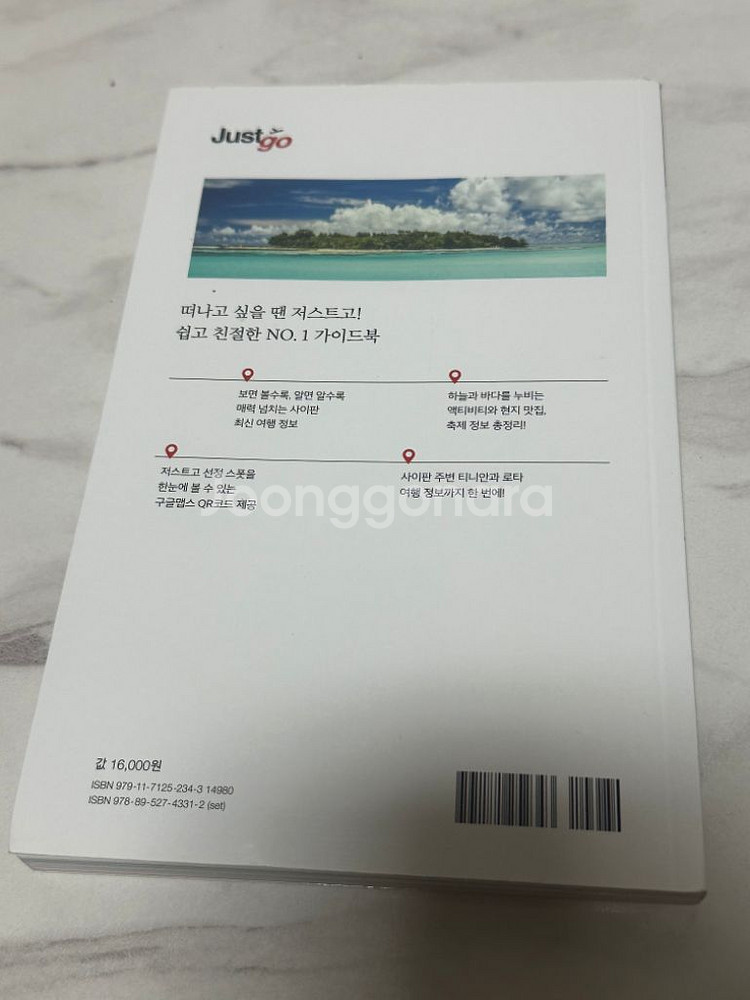 Just go
떠나고 싶을 땐 저스트고!
쉽고 친절한 NO. 1 가이드북
보면 볼수록, 알면 알수록
매력 넘치는 사이판
최신 여행 정보
하늘과 바다를 누비는
액티비티와 현지 맛집,
축제 정보 총정리!
저스트고 선정 스폿을
한눈에 볼 수 있는
구글맵스 QR코드 제공
사이판 주변 티니안과 로타
여행 정보까지 한 번에!
joonggonara
값 16,000원
ISBN 979-11-7125-234-3 14980
ISBN 978-89-527-4331-2 (set)